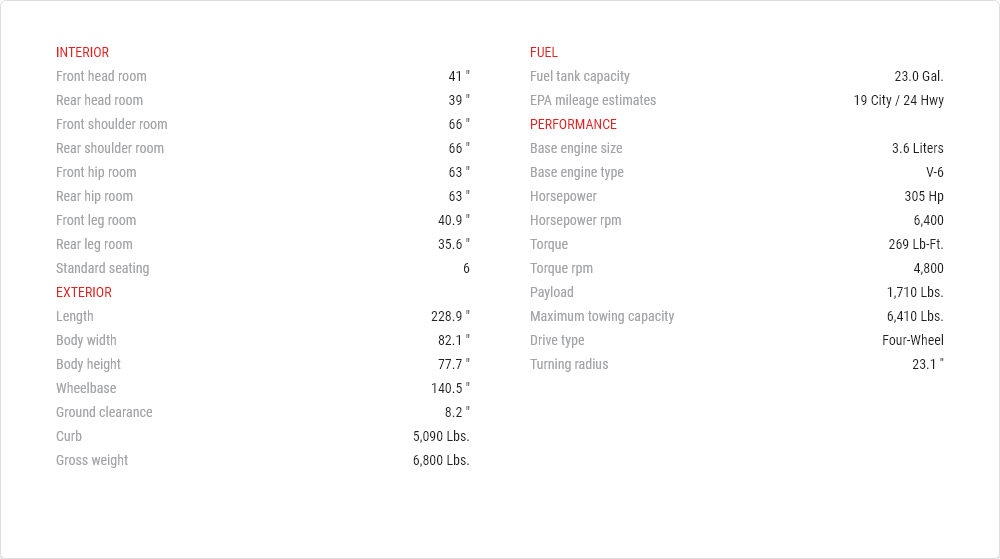 INTERIOR
Front head room 41 "
Rear head room 39 "
Front shoulder room 66 "
Rear shoulder room 66 "
Front hip room 63 "
Rear hip room 63 "
Front leg room 40.9 "
Rear leg room 35.6 "
Standard seating 6
EXTERIOR
Length 228.9 "
Body width 82.1 "
Body height 77.7 "
Wheelbase 140.5 "
Ground clearance 8.2 "
Curb 5,090 Lbs.
Gross weight 6,800 Lbs.
FUEL
Fuel tank capacity 23.0 Gal.
EPA mileage estimates 19 City / 24 Hwy
PERFORMANCE
Base engine size 3.6 Liters
Base engine type V-6
Horsepower 305 Hp
Horsepower rpm 6,400
Torque 269 Lb-Ft.
Torque rpm 4,800
Payload 1,710 Lbs.
Maximum towing capacity 6,410 Lbs.
Drive type Four-Wheel
Turning radius 23.1 "